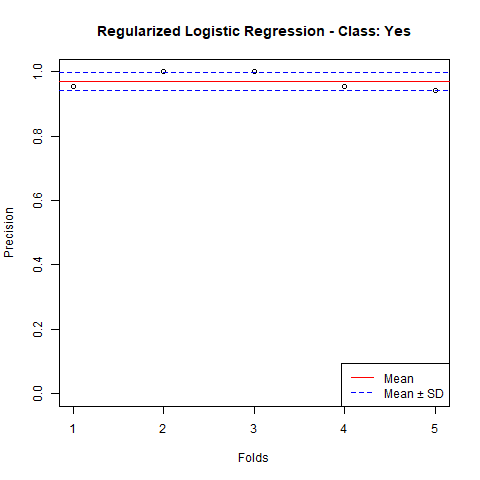 Regularized Logistic Regression - Class: Yes
Precision
1.0
0.8
0.6
0.4
0.2
0.0
1 2 3 4 5
Folds
Mean
Mean ± SD